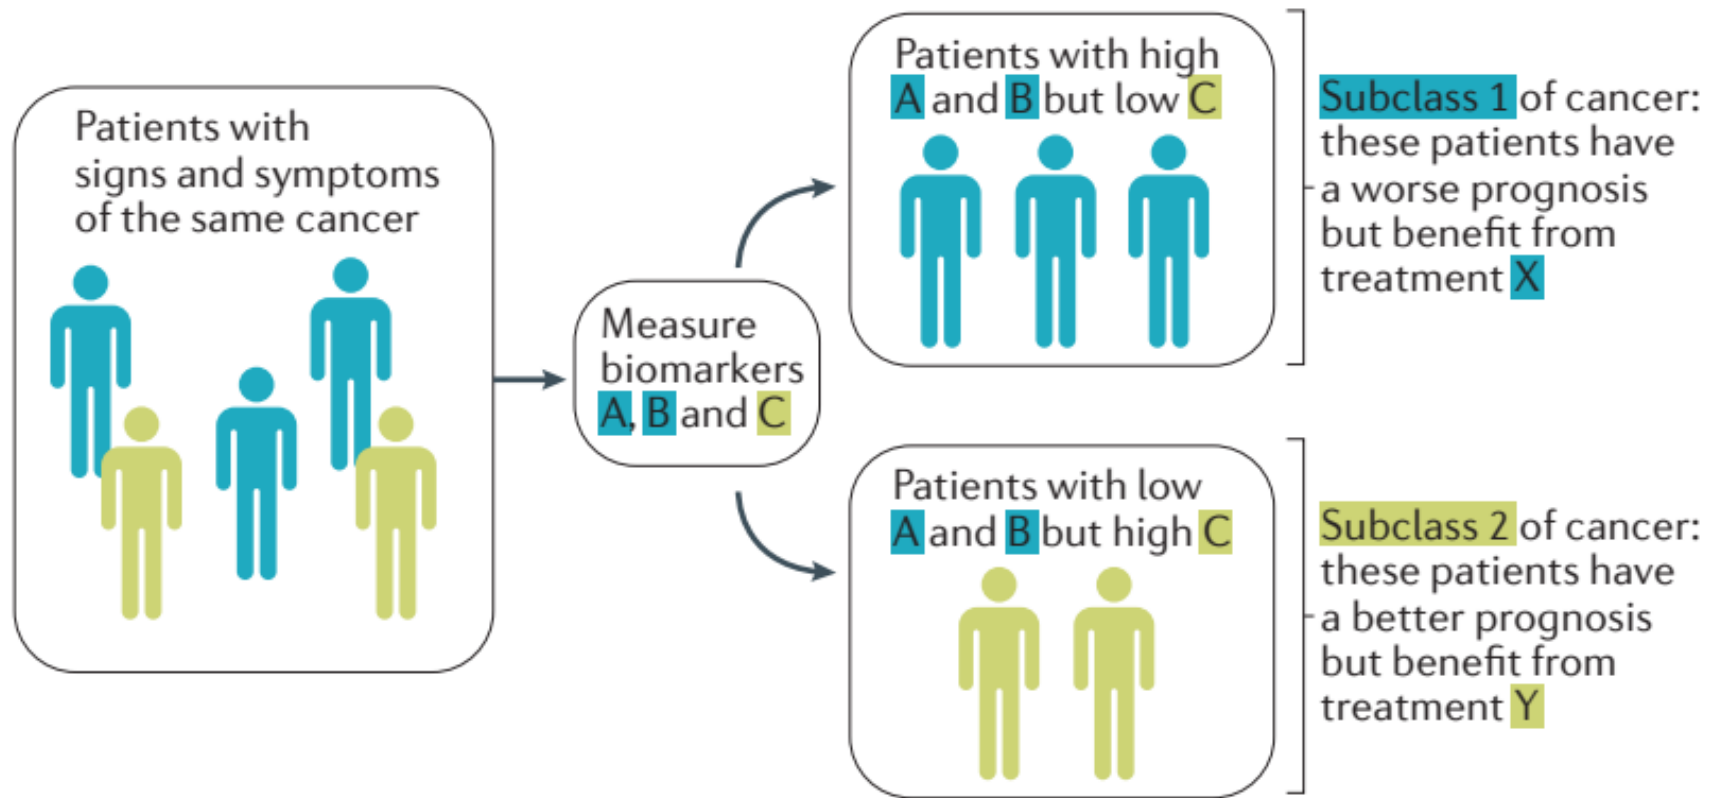 Patients with
signs and symptoms
of the same cancer
Measure
biomarkers
A, B and C
Patients with high
A and B but low C
Subclass 1 of cancer:
these patients have
a worse prognosis
but benefit from
treatment X
Patients with low
A and B but high C
Subclass 2 of cancer:
these patients have
a better prognosis
but benefit from
treatment Y